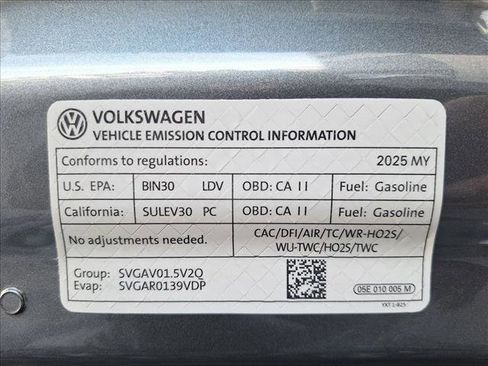 VOLKSWAGEN
VEHICLE EMISSION CONTROL INFORMATION
Conforms to regulations: 2025 MY
U.S. EPA: BIN30 LDV OBD: CA II Fuel: Gasoline
California: SULEV30 PC OBD: CA II Fuel: Gasoline
No adjustments needed. CAC/DFI/AIR/TC/WR-HO2S/
WU-TWC/HO2S/TWC
Group: SVGAV01.5V2Q
Evap: SVGAR0139VDP
05E 010 005 M